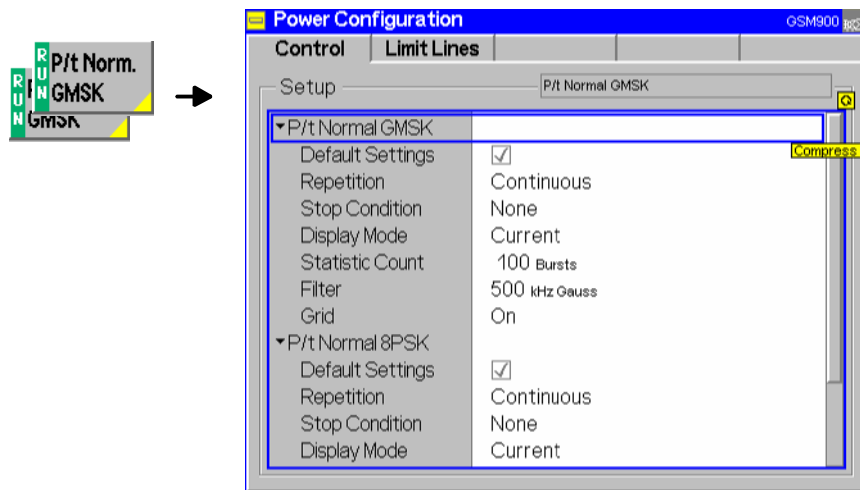 RUN
P/t Norm.
GMSK
RUN
GMSK
Power Configuration GSM900
Control Limit Lines
Setup P/t Normal GMSK
P/t Normal GMSK
Compress
Default Settings
Repetition Continuous
Stop Condition None
Display Mode Current
Statistic Count 100 Bursts
Filter 500 kHz Gauss
Grid On
P/t Normal 8PSK
Default Settings
Repetition Continuous
Stop Condition None
Display Mode Current